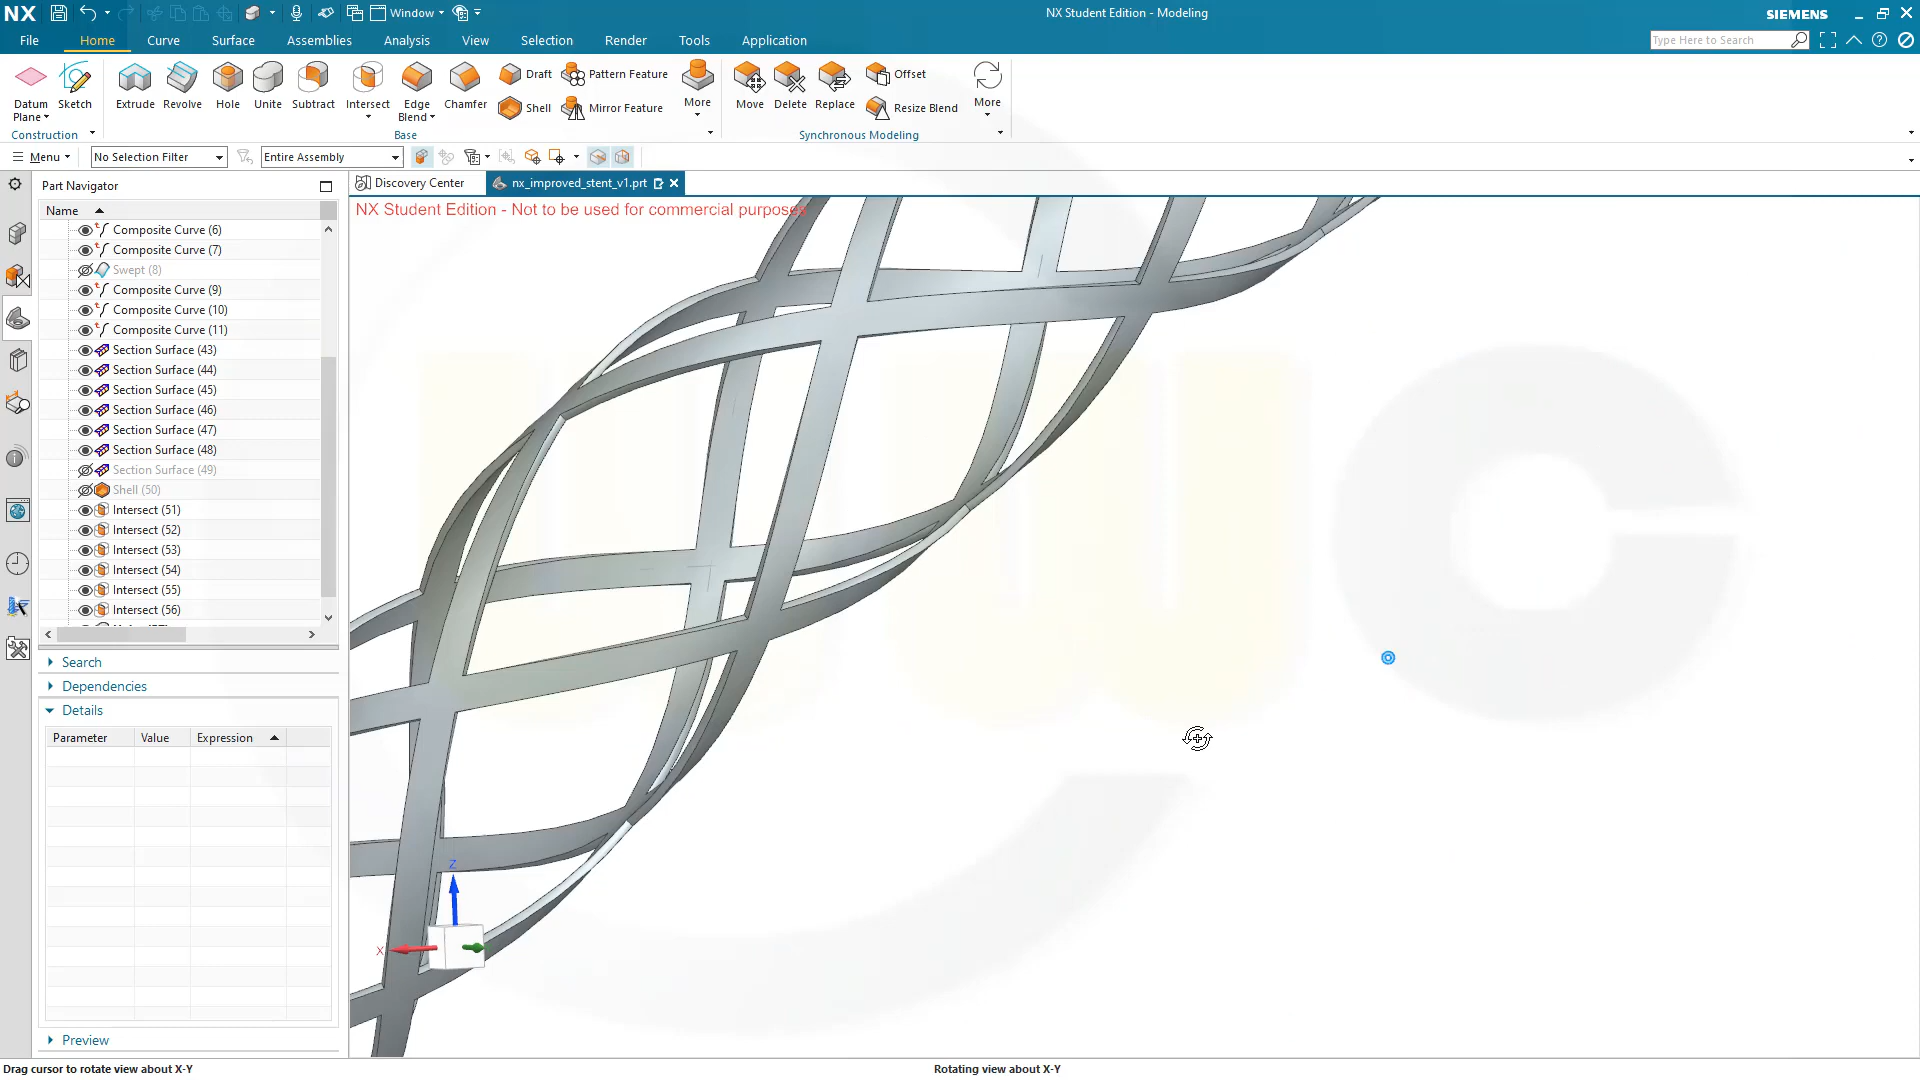 NX
Window
NX Student Edition - Modeling
SIEMENS
File Home Curve Surface Assemblies Analysis View Selection Render Tools Application
Type Here to Search
Datum Plane Sketch Extrude Revolve Hole Unite Subtract Intersect Edge Blend Chamfer Draft Shell Pattern Feature Mirror Feature More Move Delete Replace Offset Resize Blend More
Construction Base Synchronous Modeling
Menu No Selection Filter Entire Assembly
Part Navigator
Discovery Center nx_improved_stent_v1.prt
NX Student Edition - Not to be used for commercial purposes
Name
Composite Curve (6)
Composite Curve (7)
Swept (8)
Composite Curve (9)
Composite Curve (10)
Composite Curve (11)
Section Surface (43)
Section Surface (44)
Section Surface (45)
Section Surface (46)
Section Surface (47)
Section Surface (48)
Section Surface (49)
Shell (50)
Intersect (51)
Intersect (52)
Intersect (53)
Intersect (54)
Intersect (55)
Intersect (56)
Search
Dependencies
Details
Parameter Value Expression
Preview
Z
X
Drag cursor to rotate view about X-Y
Rotating view about X-Y